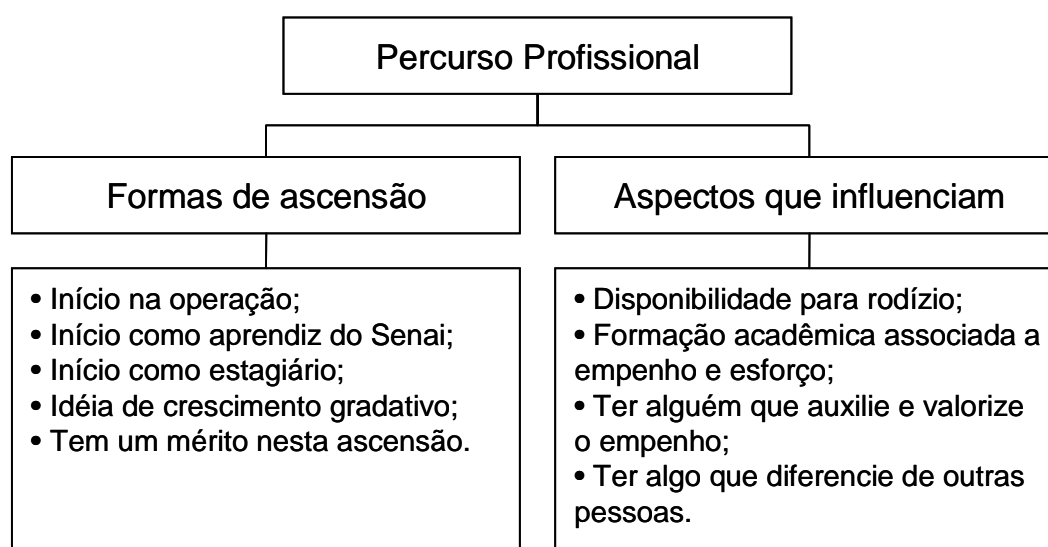 Percurso Profissional
Formas de ascensão
Aspectos que influenciam
• Início na operação;
• Início como aprendiz do Senai;
• Início como estagiário;
• Idéia de crescimento gradativo;
• Tem um mérito nesta ascensão.
• Disponibilidade para rodízio;
• Formação acadêmica associada a
empenho e esforço;
• Ter alguém que auxilie e valorize
o empenho;
• Ter algo que diferencie de outras
pessoas.